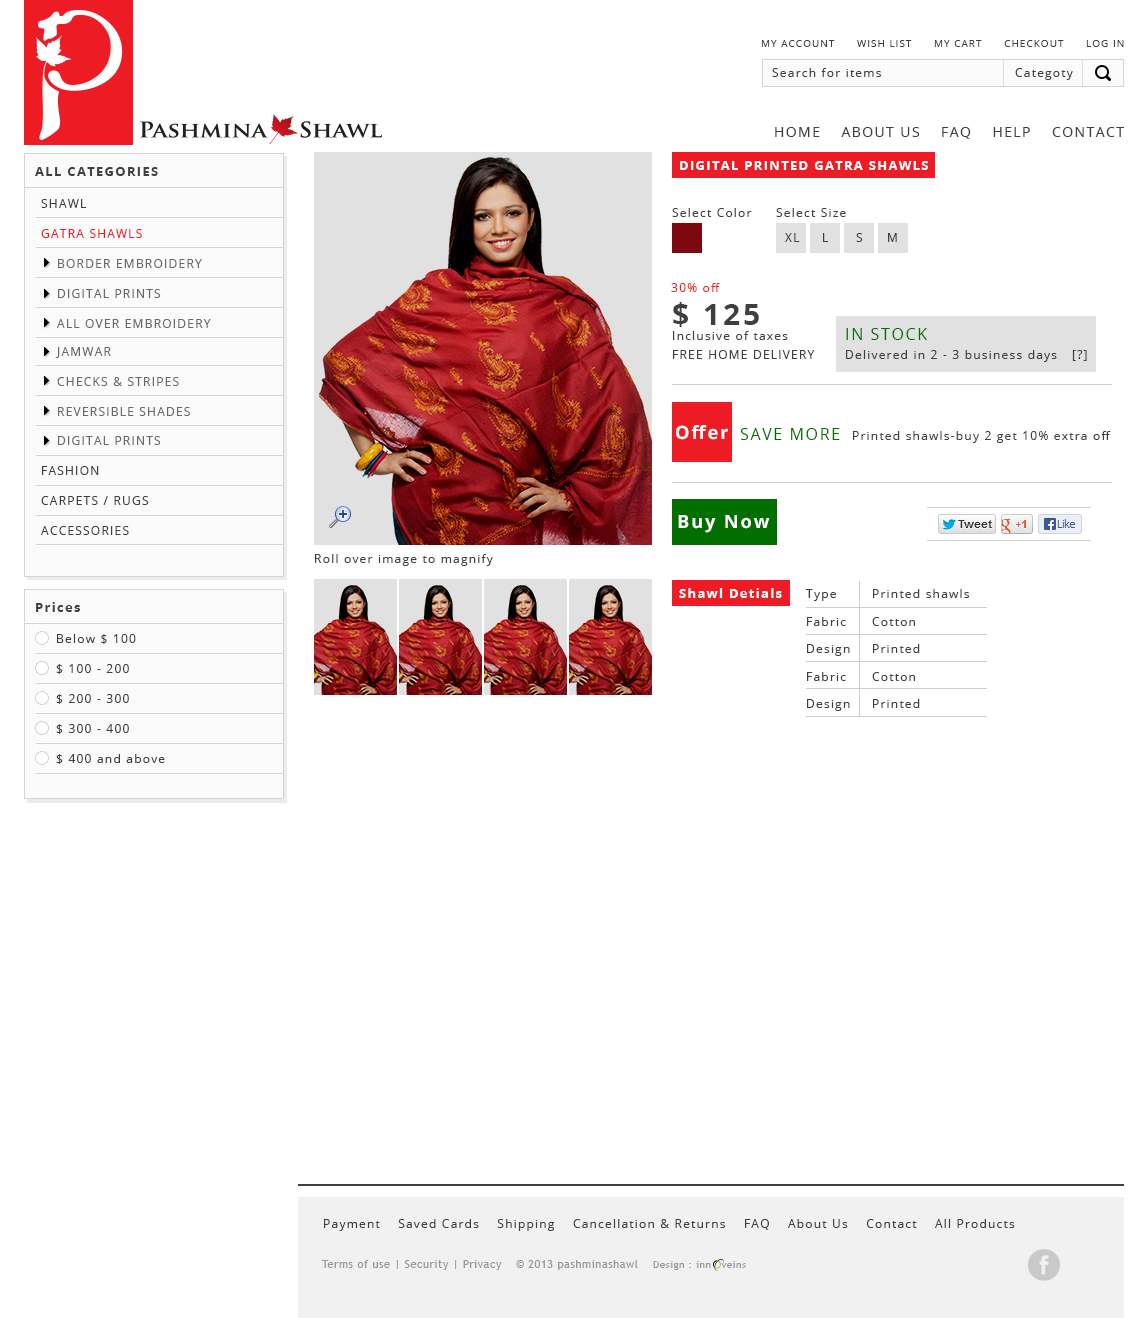 MY ACCOUNT WISH LIST MY CART CHECKOUT LOG IN
Search for items Categoty
PASHMINA SHAWL
HOME ABOUT US FAQ HELP CONTACT
ALL CATEGORIES
SHAWL
GATRA SHAWLS
BORDER EMBROIDERY
DIGITAL PRINTS
ALL OVER EMBROIDERY
JAMWAR
CHECKS & STRIPES
REVERSIBLE SHADES
DIGITAL PRINTS
FASHION
CARPETS / RUGS
ACCESSORIES
Prices
Below $ 100
$ 100 - 200
$ 200 - 300
$ 300 - 400
$ 400 and above
Roll over image to magnify
DIGITAL PRINTED GATRA SHAWLS
Select Color Select Size
XL L S M
30% off
$ 125
Inclusive of taxes
FREE HOME DELIVERY
IN STOCK
Delivered in 2 - 3 business days [?]
Offer SAVE MORE Printed shawls-buy 2 get 10% extra off
Buy Now
Tweet g +1 Like
Shawl Detials
Type Printed shawls
Fabric Cotton
Design Printed
Fabric Cotton
Design Printed
Payment Saved Cards Shipping Cancellation & Returns FAQ About Us Contact All Products
Terms of use | Security | Privacy © 2013 pashminashawl Design : innOveins